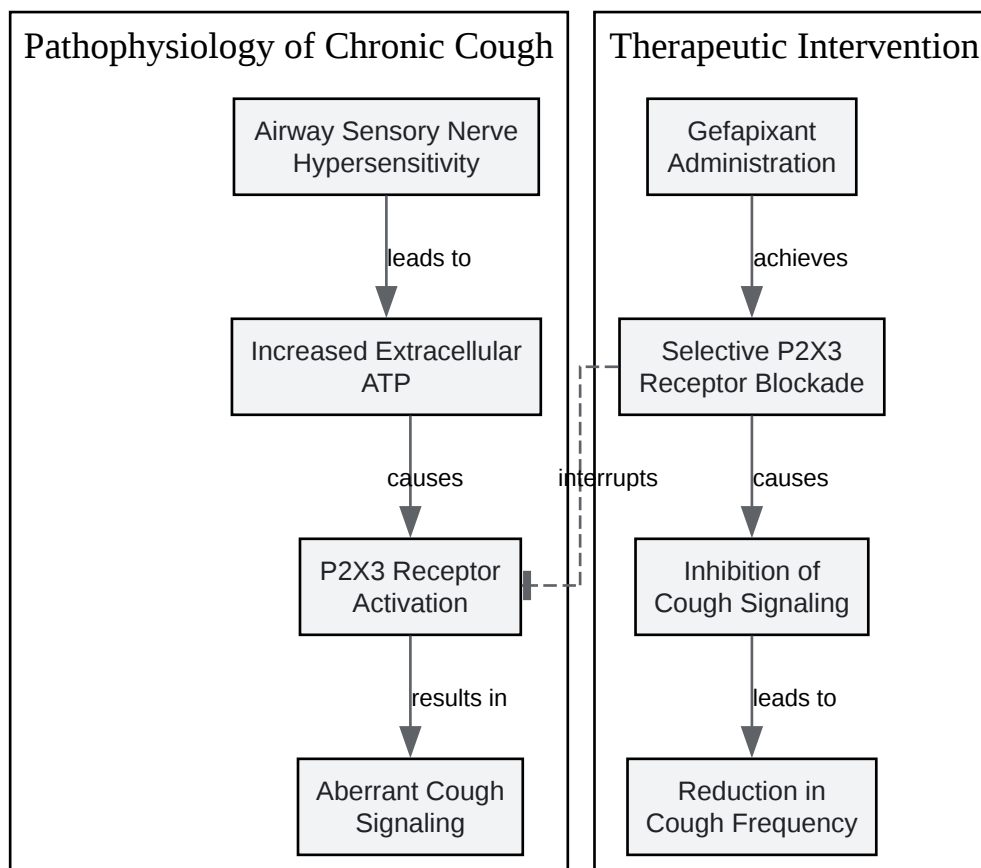 Pathophysiology of Chronic Cough
Airway Sensory Nerve
Hypersensitivity
leads to
Increased Extracellular
ATP
causes
P2X3 Receptor
Activation
results in
Aberrant Cough
Signaling
interrupts
Therapeutic Intervention
Gefapixant
Administration
achieves
Selective P2X3
Receptor Blockade
causes
Inhibition of
Cough Signaling
leads to
Reduction in
Cough Frequency